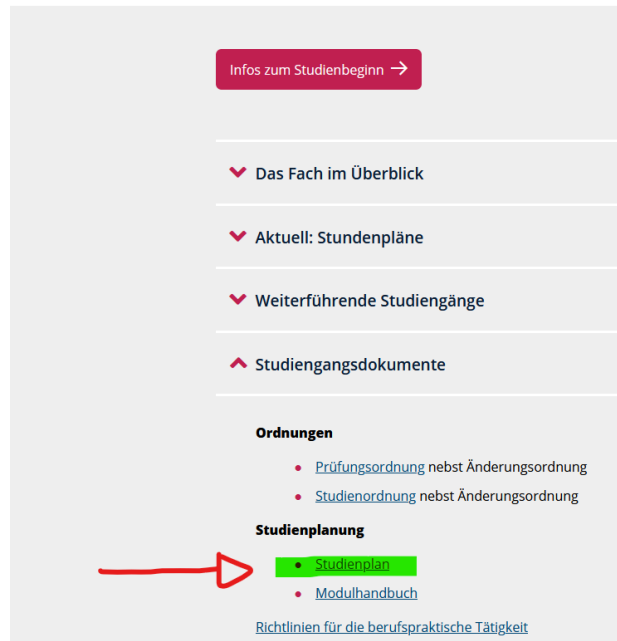 Infos zum Studienbeginn →
Das Fach im Überblick
Aktuell: Stundenpläne
Weiterführende Studiengänge
Studiengangsdokumente
Ordnungen
• Prüfungsordnung nebst Änderungsordnung
• Studienordnung nebst Änderungsordnung
Studienplanung
• Studienplan
• Modulhandbuch
Richtlinien für die berufspraktische Tätigkeit